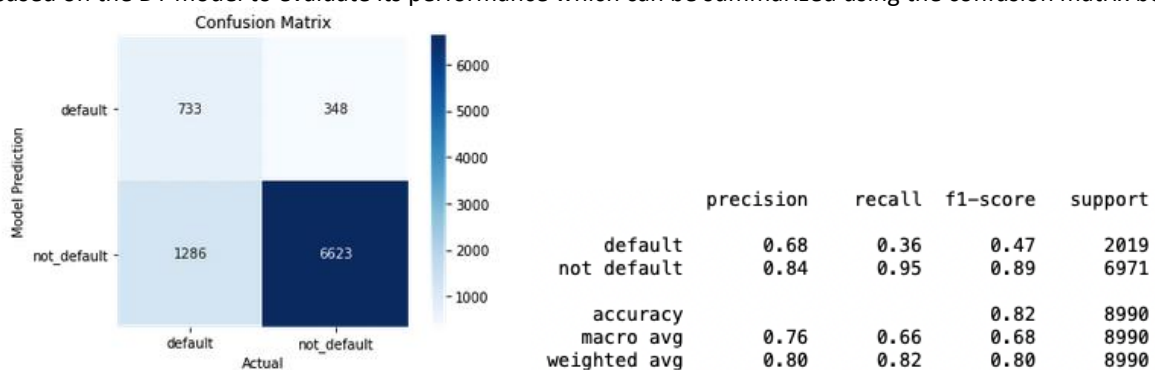 based on the DT model to evaluate its performance which can be summarized using the confusion matrix be
Confusion Matrix
default
733
348
Model Prediction
not_default
1286
6623
default
not_default
Actual
6000
5000
4000
3000
2000
1000
precision recall f1-score support
default 0.68 0.36 0.47 2019
not default 0.84 0.95 0.89 6971
accuracy 0.82 8990
macro avg 0.76 0.66 0.68 8990
weighted avg 0.80 0.82 0.80 8990